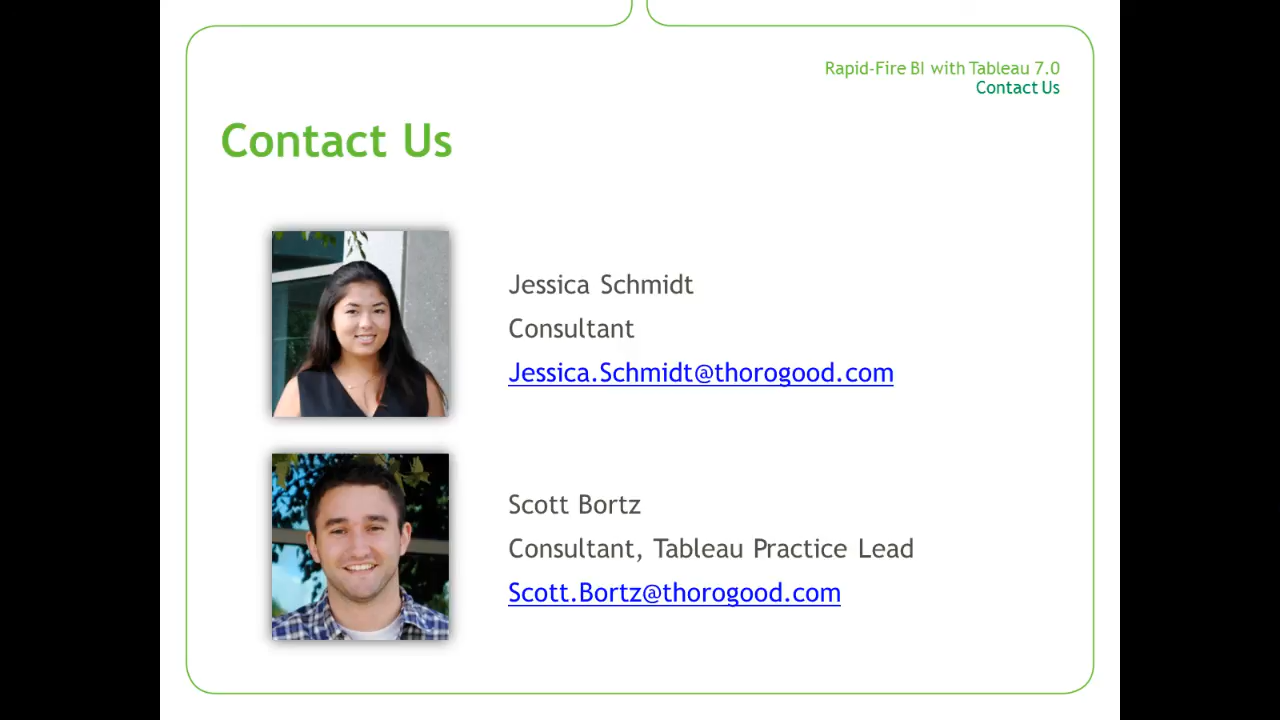 Rapid-Fire BI with Tableau 7.0
Contact Us
Contact Us
Jessica Schmidt
Consultant
Jessica.Schmidt@thorogood.com
Scott Bortz
Consultant, Tableau Practice Lead
Scott.Bortz@thorogood.com